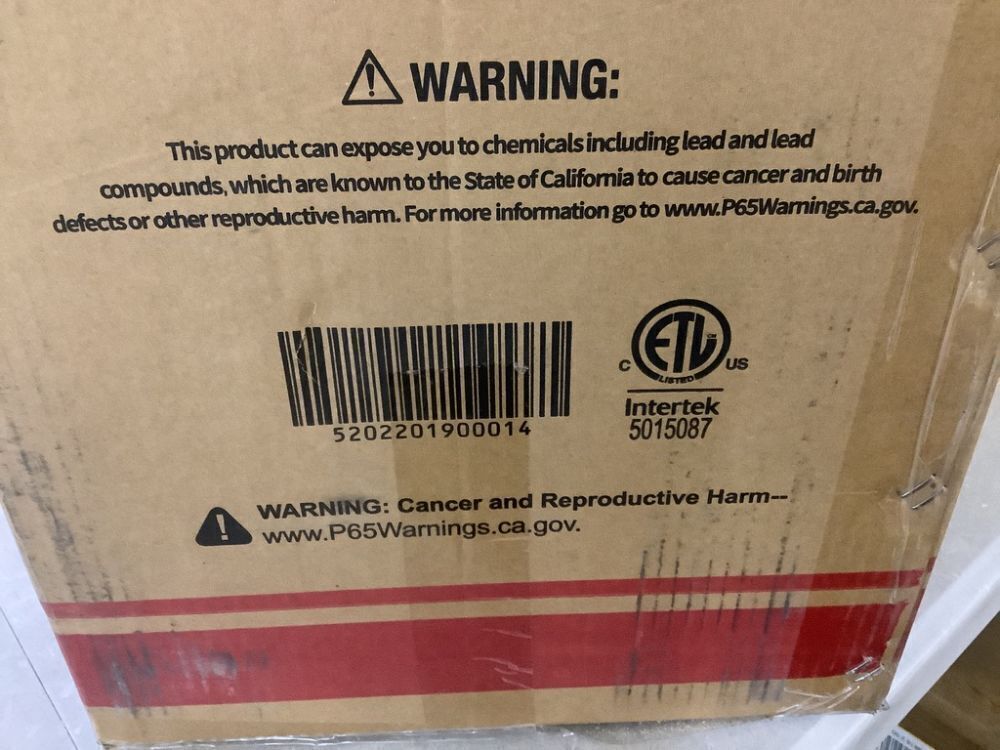 WARNING:
This product can expose you to chemicals including lead and lead
compounds, which are known to the State of California to cause cancer and birth
defects or other reproductive harm. For more information go to www.P65Warnings.ca.gov.
5202201900014
C ETL CM US
LISTED
Intertek
5015087
WARNING: Cancer and Reproductive Harm--
www.P65Warnings.ca.gov.